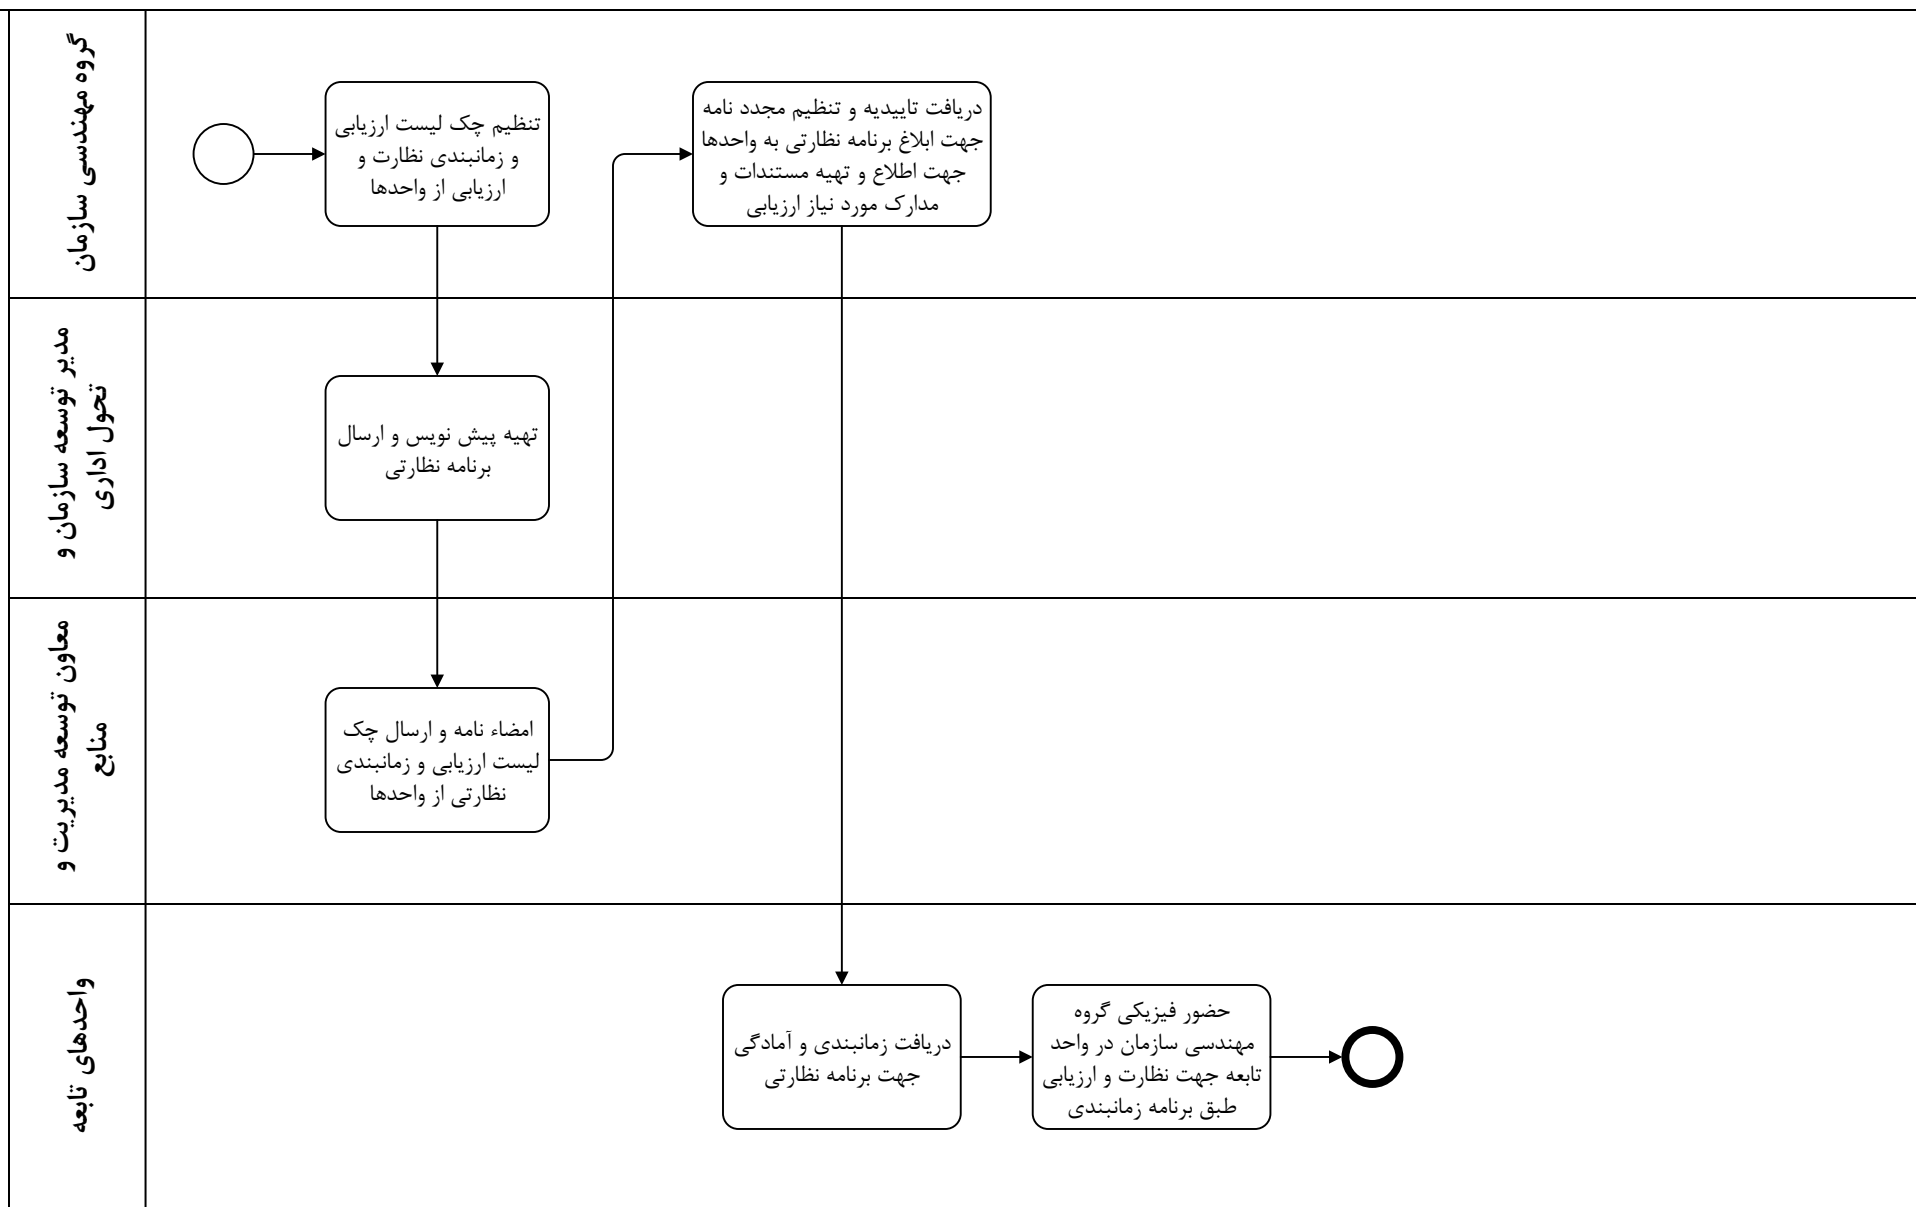 گروه مهندسی سازمان
تنظیم چک لیست ارزیابی
و زمانبندی نظارت و
ارزیابی از واحدها
دریافت تاییدیه و تنظیم مجدد نامه
جهت ابلاغ برنامه نظارتی به واحدها
جهت اطلاع و تهیه مستندات و
مدارک مورد نیاز ارزیابی
مدیر توسعه سازمان و
تحول اداری
تهیه پیش نویس و ارسال
برنامه نظارتی
معاون توسعه مدیریت و
منابع
امضاء نامه و ارسال چک
لیست ارزیابی و زمانبندی
نظارتی از واحدها
واحدهای تابعه
دریافت زمانبندی و آمادگی
جهت برنامه نظارتی
حضور فیزیکی گروه
مهندسی سازمان در واحد
تابعه جهت نظارت و ارزیابی
طبق برنامه زمانبندی